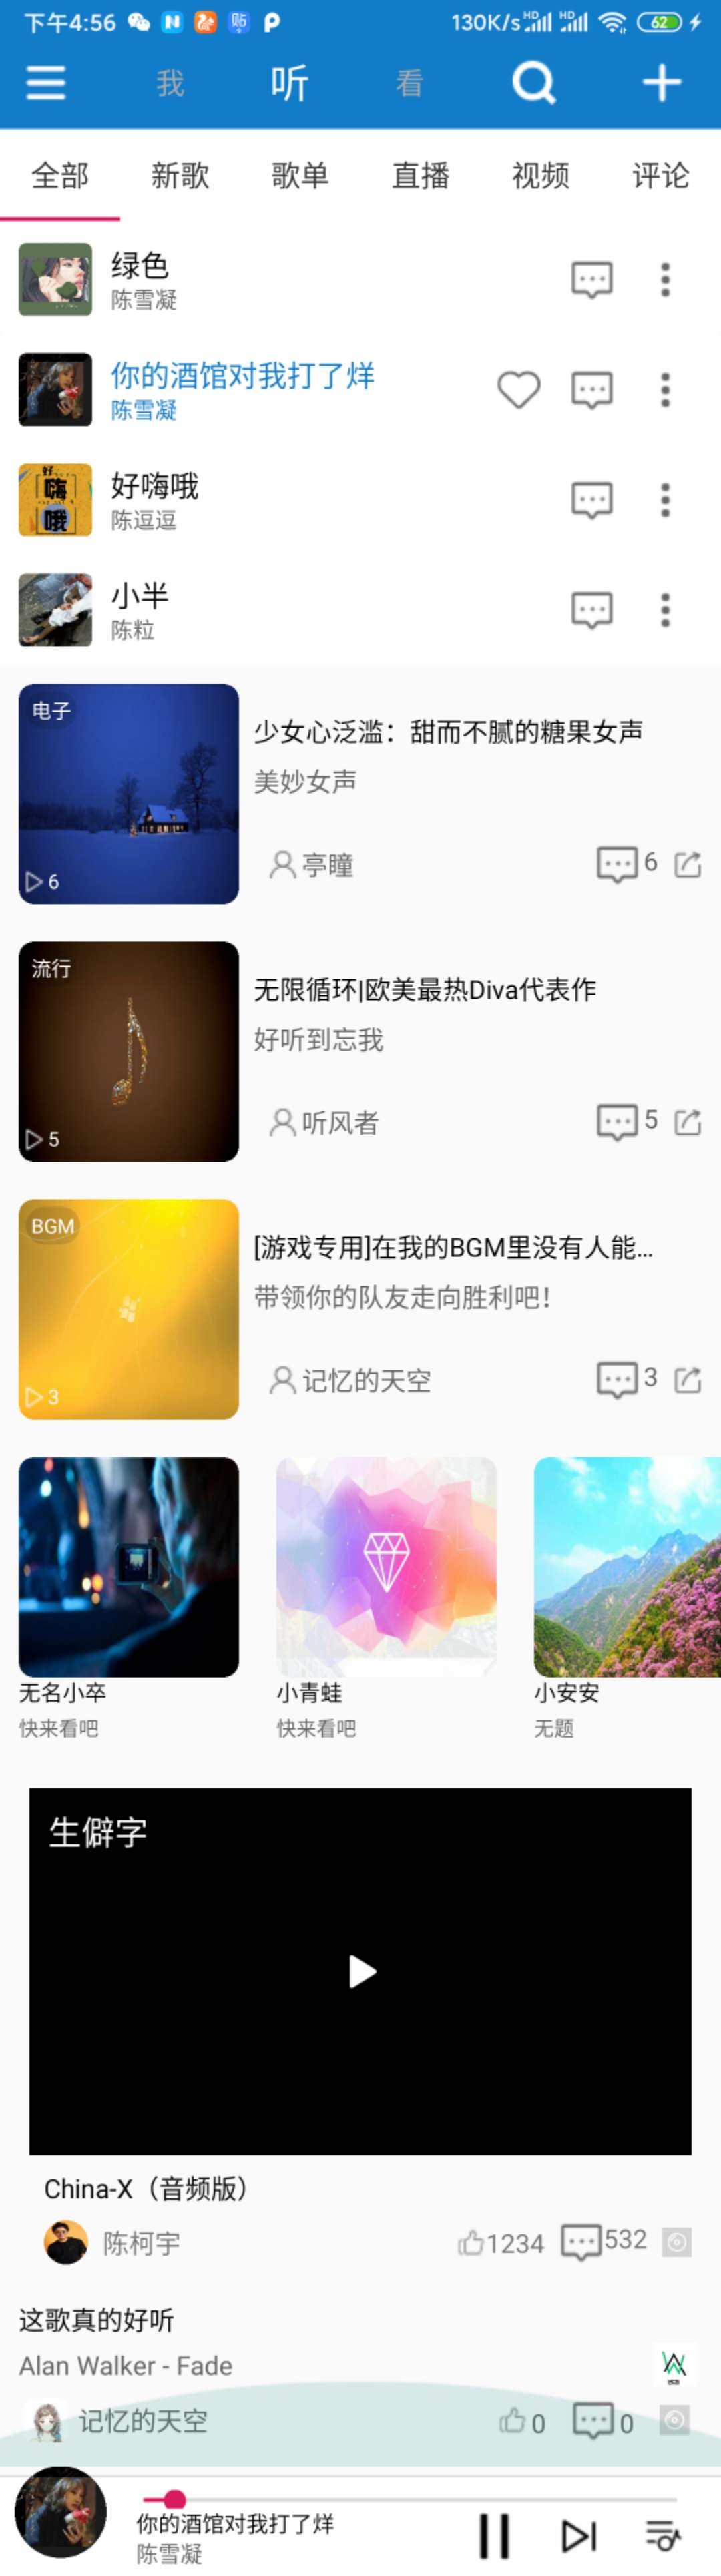 下午4:56 130K/s HD HD 62
我 听 看
全部 新歌 歌单 直播 视频 评论
绿色
陈雪凝
你的酒馆对我打了烊
陈雪凝
好嗨哦
陈逗逗
小半
陈粒
电子
少女心泛滥：甜而不腻的糖果女声
美妙女声
6 亭瞳 6
流行
无限循环|欧美最热Diva代表作
好听到忘我
5 听风者 5
BGM
[游戏专用]在我的BGM里没有人能...
带领你的队友走向胜利吧！
3 记忆的天空 3
无名小卒 小青蛙 小安安
快来看吧 快来看吧 无题
生僻字
China-X（音频版）
陈柯宇 1234 532
这歌真的好听
Alan Walker - Fade
记忆的天空 0 0
你的酒馆对我打了烊
陈雪凝